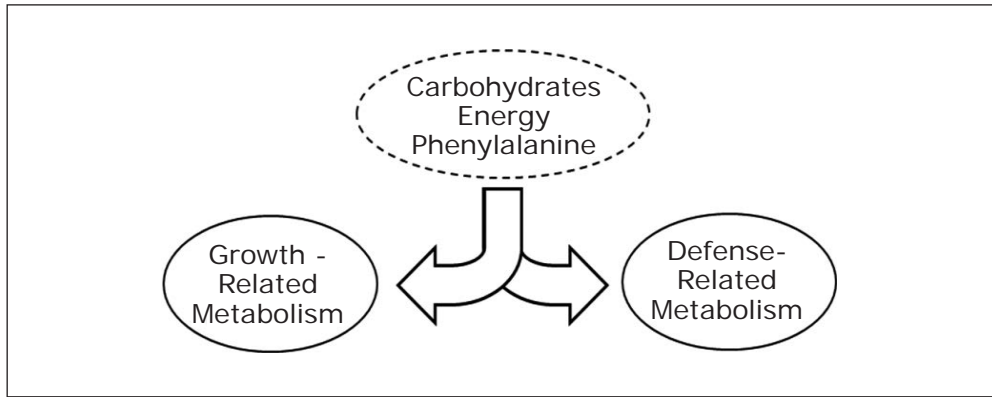 Carbohydrates
Energy
Phenylalanine
Growth -
Related
Metabolism
Defense-
Related
Metabolism